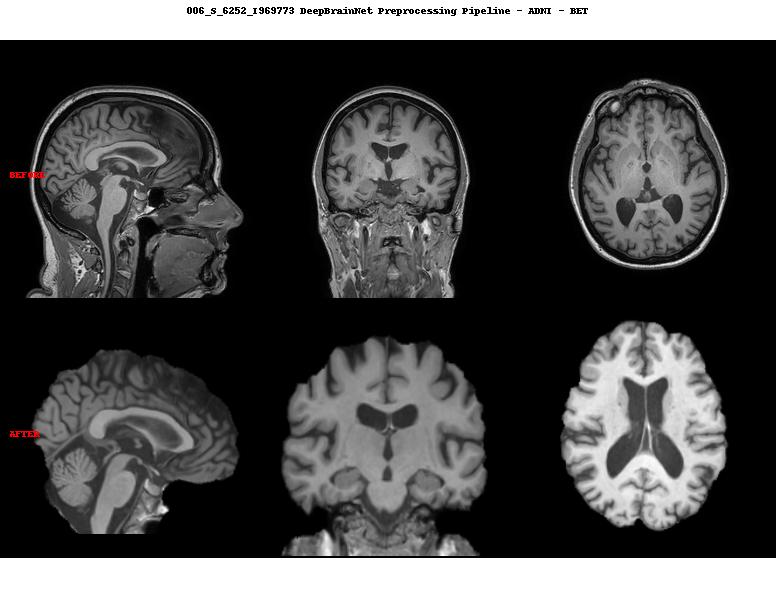 006_S_6252_I969773 DeepBrainNet Preprocessing Pipeline - ADNI - BET
BEFORE
AFTER